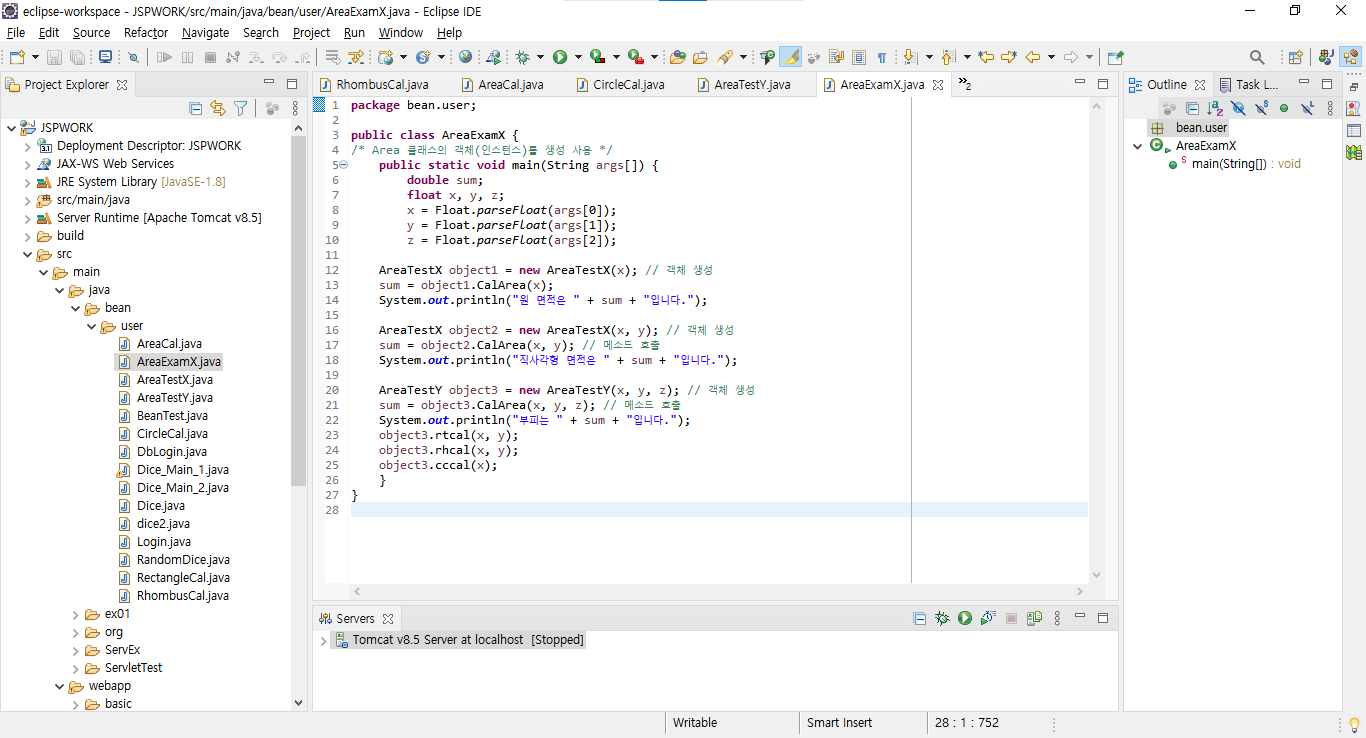 eclipse-workspace - JSPWORK/src/main/java/bean/user/AreaExamX.java - Eclipse IDE
File Edit Source Refactor Navigate Search Project Run Window Help
Project Explorer
JSPWORK
Deployment Descriptor: JSPWORK
JAX-WS Web Services
JRE System Library [JavaSE-1.8]
src/main/java
Server Runtime [Apache Tomcat v8.5]
build
src
main
java
bean
user
AreaCal.java
AreaExamX.java
AreaTestX.java
AreaTestY.java
BeanTest.java
CircleCal.java
DbLogin.java
Dice_Main_1.java
Dice_Main_2.java
Dice.java
dice2.java
Login.java
RandomDice.java
RectangleCal.java
RhombusCal.java
ex01
org
ServEx
ServletTest
webapp
basic
RhombusCal.java AreaCal.java CircleCal.java AreaTestY.java AreaExamX.java »2
1 package bean.user;
2
3 public class AreaExamX {
4 /* Area 클래스의 객체(인스턴스)를 생성 사용 */
5 public static void main(String args[]) {
6 double sum;
7 float x, y, z;
8 x = Float.parseFloat(args[0]);
9 y = Float.parseFloat(args[1]);
10 z = Float.parseFloat(args[2]);
11
12 AreaTestX object1 = new AreaTestX(x); // 객체 생성
13 sum = object1.CalArea(x);
14 System.out.println("원 면적은 " + sum + "입니다.");
15
16 AreaTestX object2 = new AreaTestX(x, y); // 객체 생성
17 sum = object2.CalArea(x, y); // 메소드 호출
18 System.out.println("직사각형 면적은 " + sum + "입니다.");
19
20 AreaTestY object3 = new AreaTestY(x, y, z); // 객체 생성
21 sum = object3.CalArea(x, y, z); // 메소드 호출
22 System.out.println("부피는 " + sum + "입니다.");
23 object3.rtcal(x, y);
24 object3.rhcal(x, y);
25 object3.cccal(x);
26 }
27 }
28
Servers
Tomcat v8.5 Server at localhost [Stopped]
Outline Task L...
bean.user
AreaExamX
main(String[]) : void
Writable Smart Insert 28 : 1 : 752